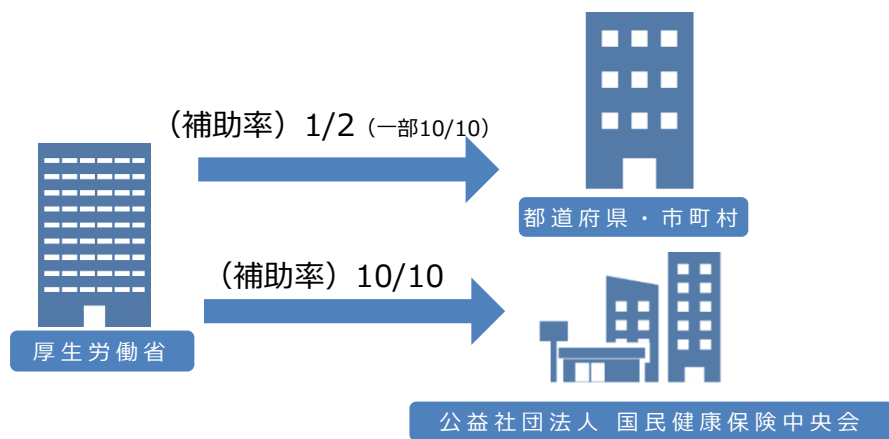 （補助率）1/2（一部10/10）
都道府県・市町村
（補助率）10/10
厚生労働省
公益社団法人 国民健康保険中央会